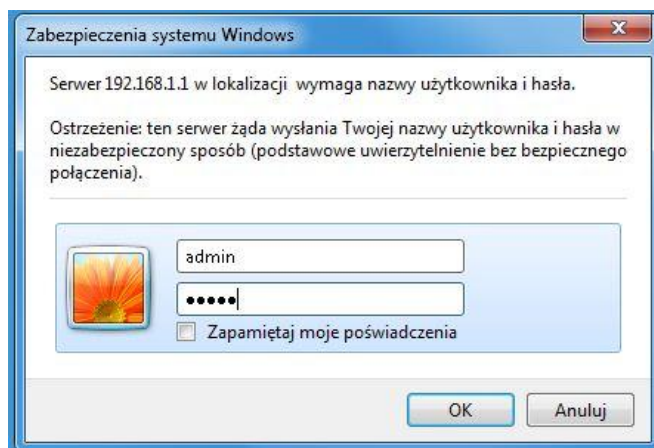 Zabezpieczenia systemu Windows
Serwer 192.168.1.1 w lokalizacji  wymaga nazwy użytkownika i hasła.
Ostrzeżenie: ten serwer żąda wysłania Twojej nazwy użytkownika i hasła w
niezabezpieczony sposób (podstawowe uwierzytelnienie bez bezpiecznego
połączenia).
admin
●●●●●
Zapamiętaj moje poświadczenia
OK Anuluj